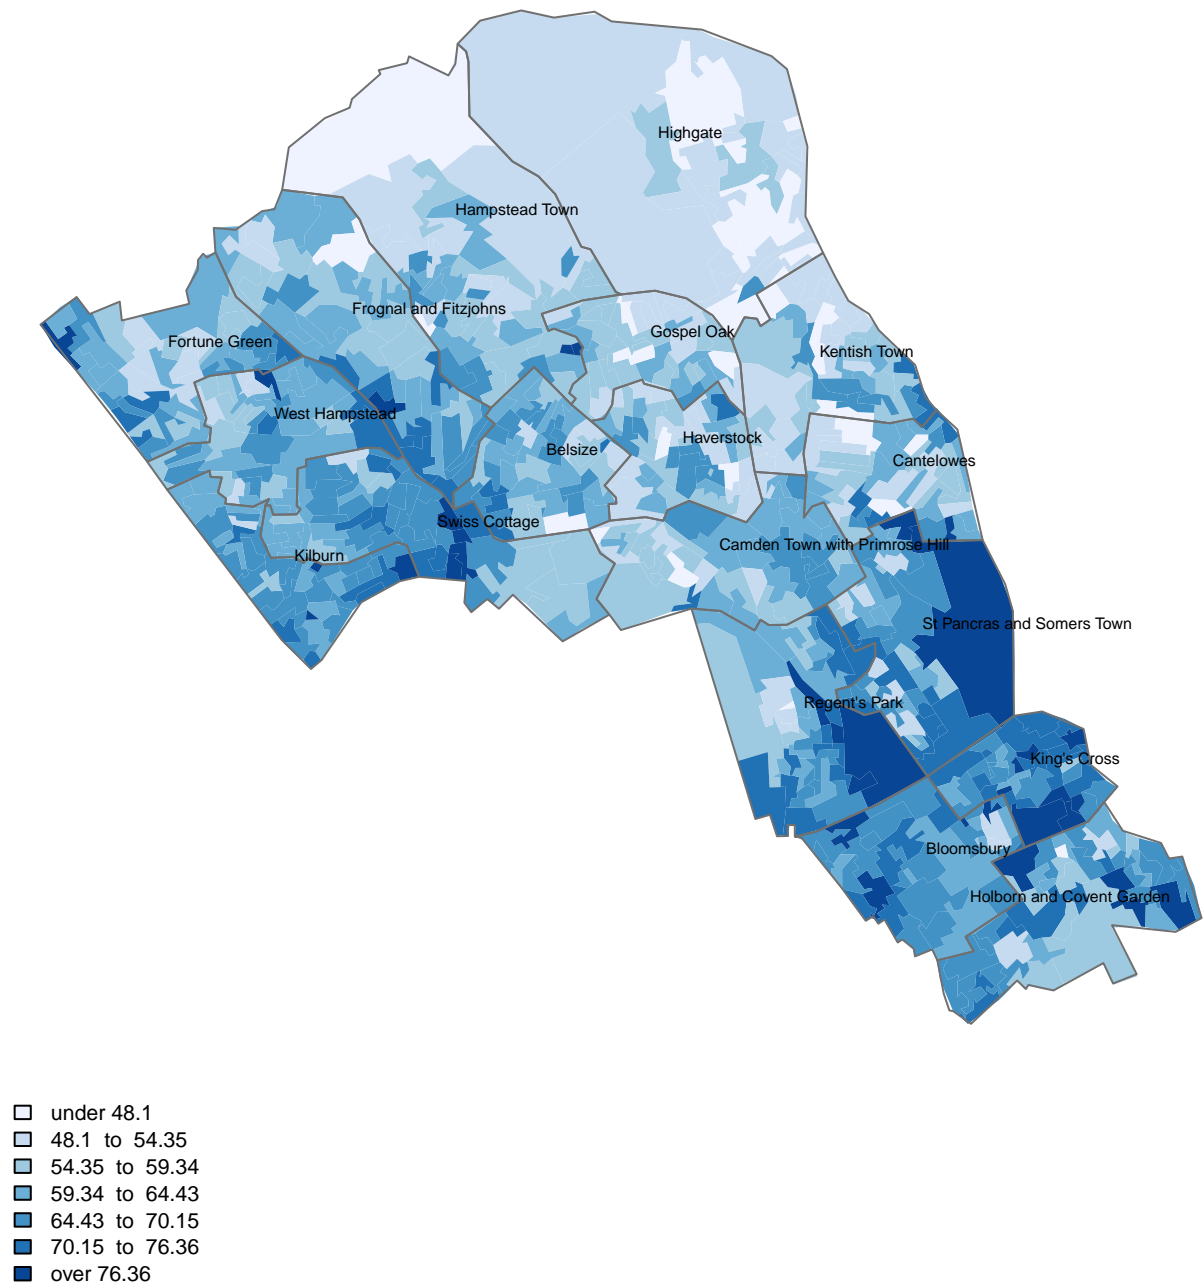 Highgate
Hampstead Town
Frognal and Fitzjohns
Gospel Oak
Fortune Green
Kentish Town
West Hampstead
Haverstock
Belsize
Cantelowes
Swiss Cottage
Camden Town with Primrose Hill
Kilburn
St Pancras and Somers Town
Regent's Park
King's Cross
Bloomsbury
Holborn and Covent Garden
under 48.1
48.1 to 54.35
54.35 to 59.34
59.34 to 64.43
64.43 to 70.15
70.15 to 76.36
over 76.36